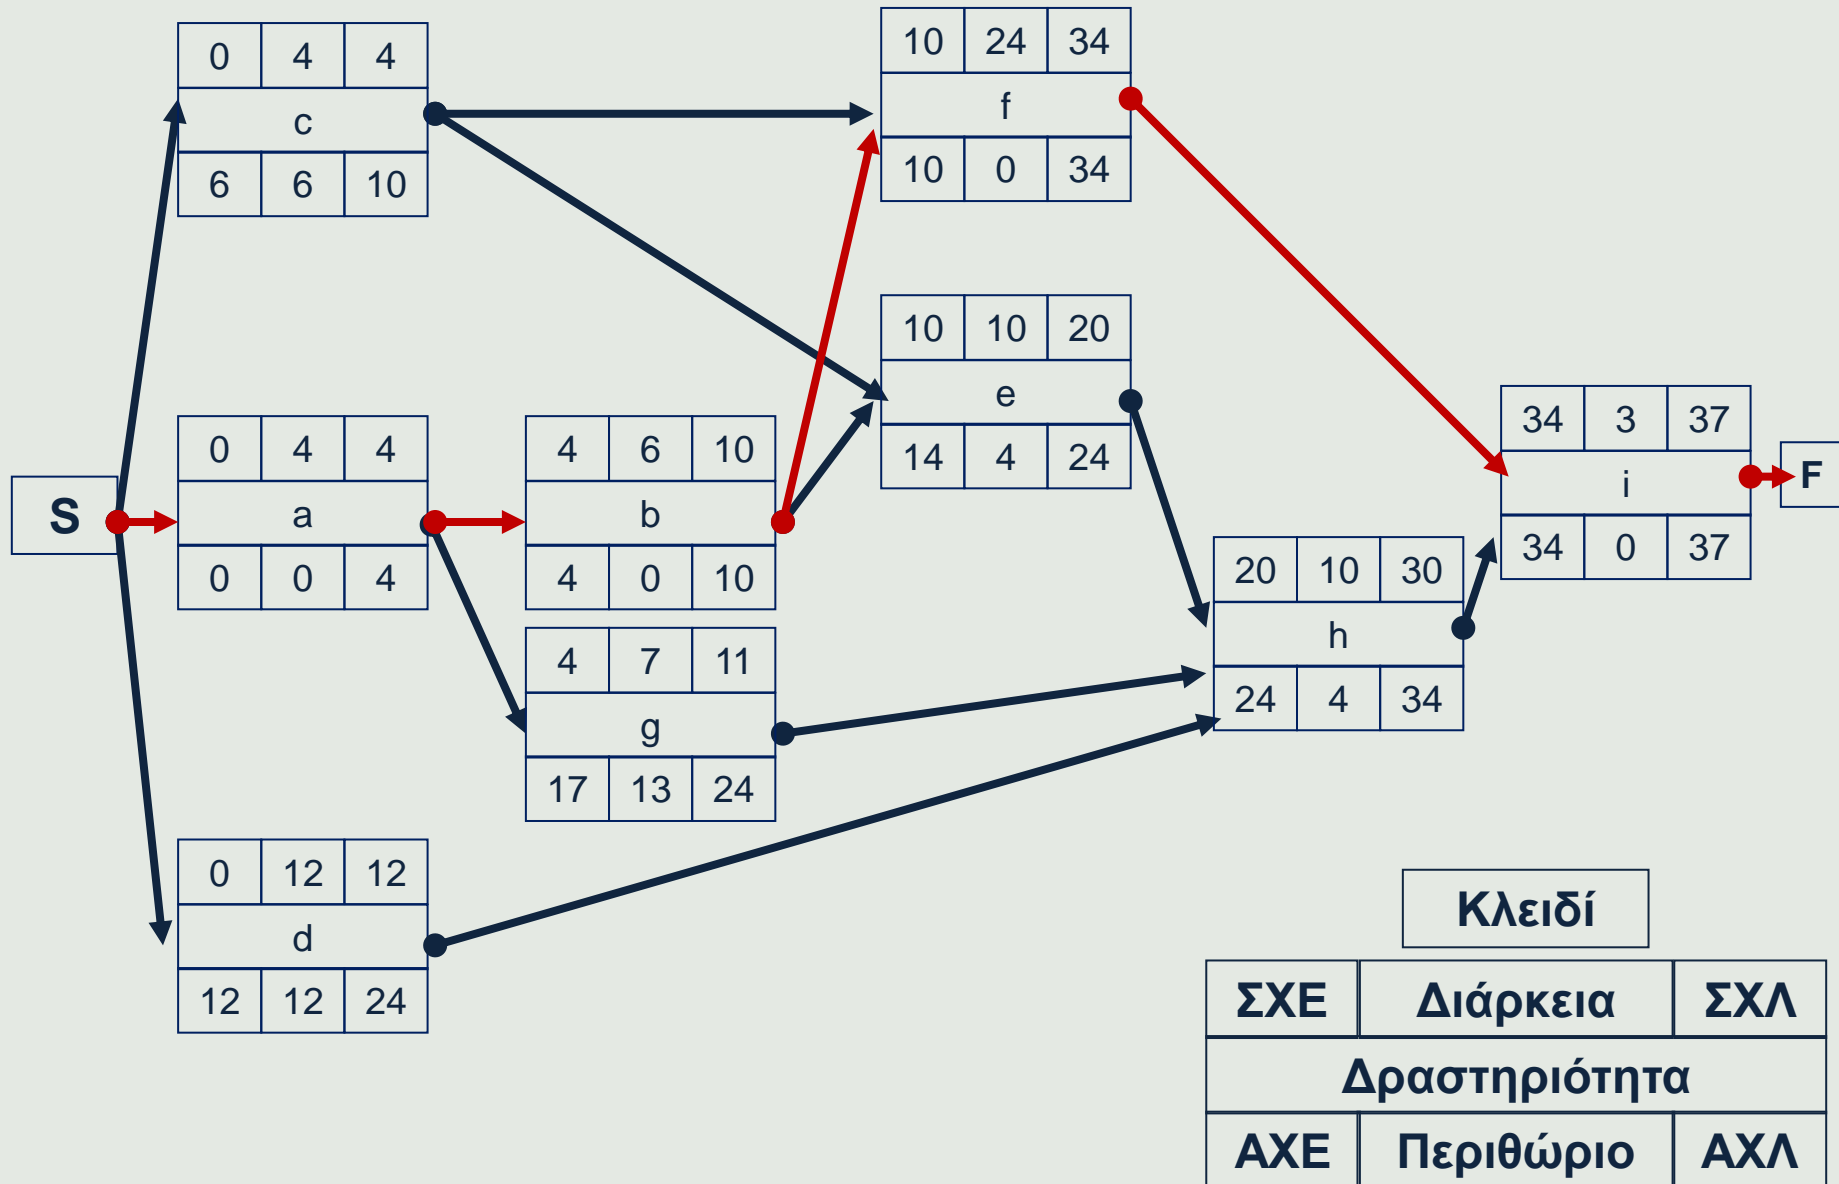 0 4 4
c
6 6 10
10 24 34
f
10 0 34
10 10 20
e
14 4 24
34 3 37
i
34 0 37
F
S
0 4 4
a
0 0 4
4 6 10
b
4 0 10
20 10 30
h
24 4 34
4 7 11
g
17 13 24
0 12 12
d
12 12 24
Κλειδί
ΣΧΕ Διάρκεια ΣΧΛ
Δραστηριότητα
ΑΧΕ Περιθώριο ΑΧΛ